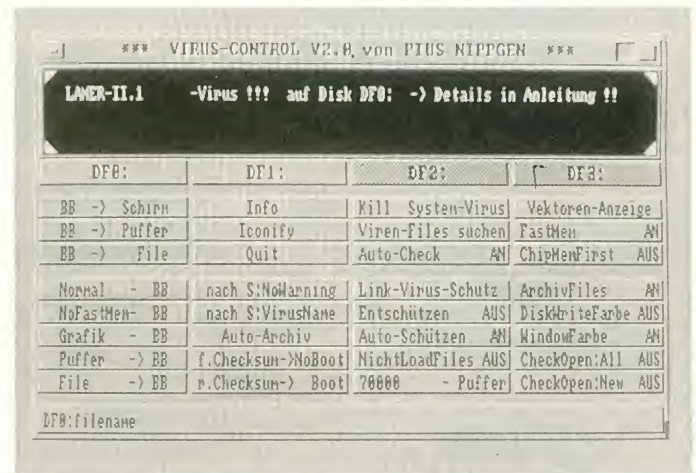 *** VIRUS-CONTROL V2.0, von PIUS NIPPGEN ***
LAMER-II.1 -Virus !!! auf Disk DF0: -> Details in Anleitung !!
DF0: DF1: DF2: DF3:
BB -> Schirm Info Kill System-Virus Vektoren-Anzeige
BB -> Puffer Iconify Viren-Files suchen FastMem AN
BB -> File Quit Auto-Check AN ChipMemFirst AUS
Normal - BB nach S:NoWarning Link-Virus-Schutz ArchivFiles AN
NoFastMem- BB nach S:VirusName Entschützen AUS DiskWriteFarbe AUS
Grafik - BB Auto-Archiv Auto-Schützen AN WindowFarbe AN
Puffer -> BB f.Checksum->NoBoot NichtLoadFiles AUS CheckOpen:All AUS
File -> BB r.Checksum-> Boot 70000 - Puffer CheckOpen:New AUS
DF0:filename